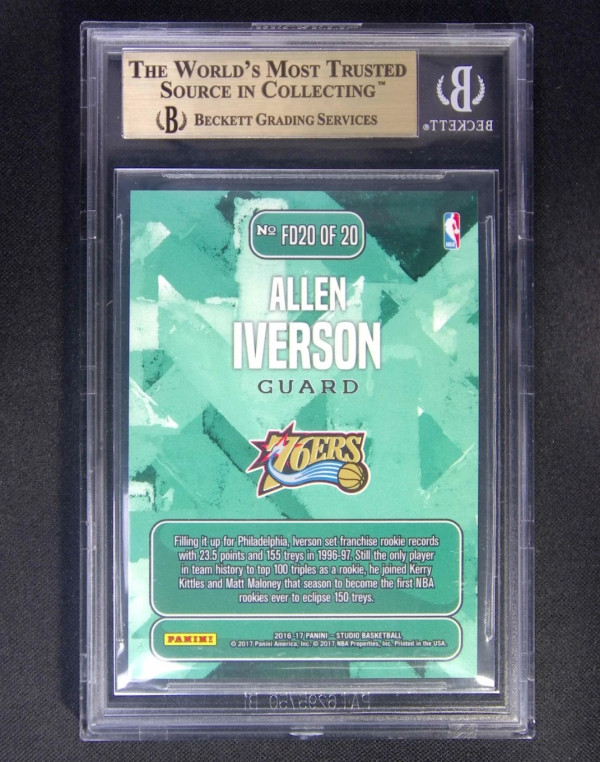 THE WORLD'S MOST TRUSTED
SOURCE IN COLLECTING™
B BECKETT GRADING SERVICES
B
BECKETT®
Nº FD20 OF 20
NBA
ALLEN
IVERSON
GUARD
76ERS
Filling it up for Philadelphia, Iverson set franchise rookie records
with 23.5 points and 155 treys in 1996-97. Still the only player
in team history to top 100 triples as a rookie, he joined Kerry
Kittles and Matt Maloney that season to become the first NBA
rookies ever to eclipse 150 treys.
PANINI
2016-17 PANINI – STUDIO BASKETBALL
© 2017 Panini America, Inc. © 2017 NBA Properties, Inc. Printed in the USA.